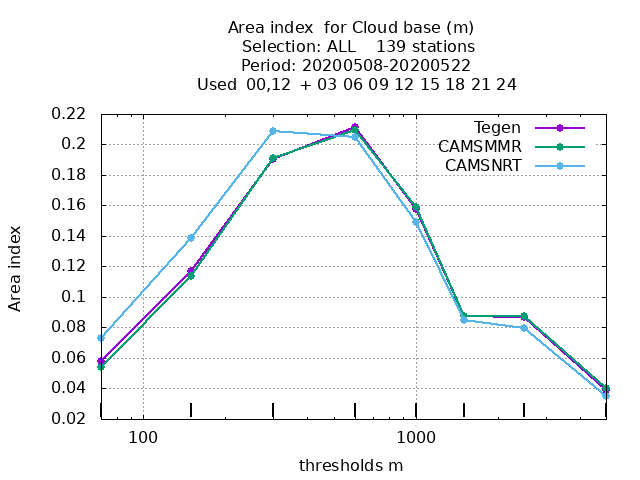 Area index  for Cloud base (m)
Selection: ALL    139 stations
Period: 20200508-20200522
Used  00,12  + 03 06 09 12 15 18 21 24
0.22
0.2
0.18
0.16
0.14
0.12
0.1
0.08
0.06
0.04
0.02
Area index
Tegen
CAMSMMR
CAMSNRT
100
1000
thresholds m